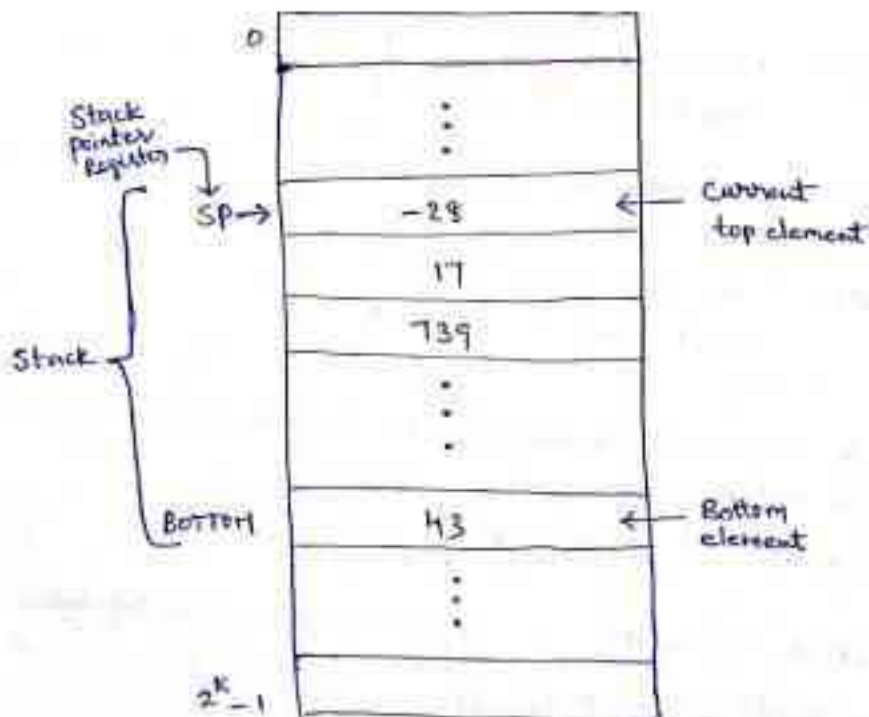 0
Stack
pointer
Register
SP→
-28
← Current
top element
17
739
Stack
BOTTOM
43
← Bottom
element
2^k-1